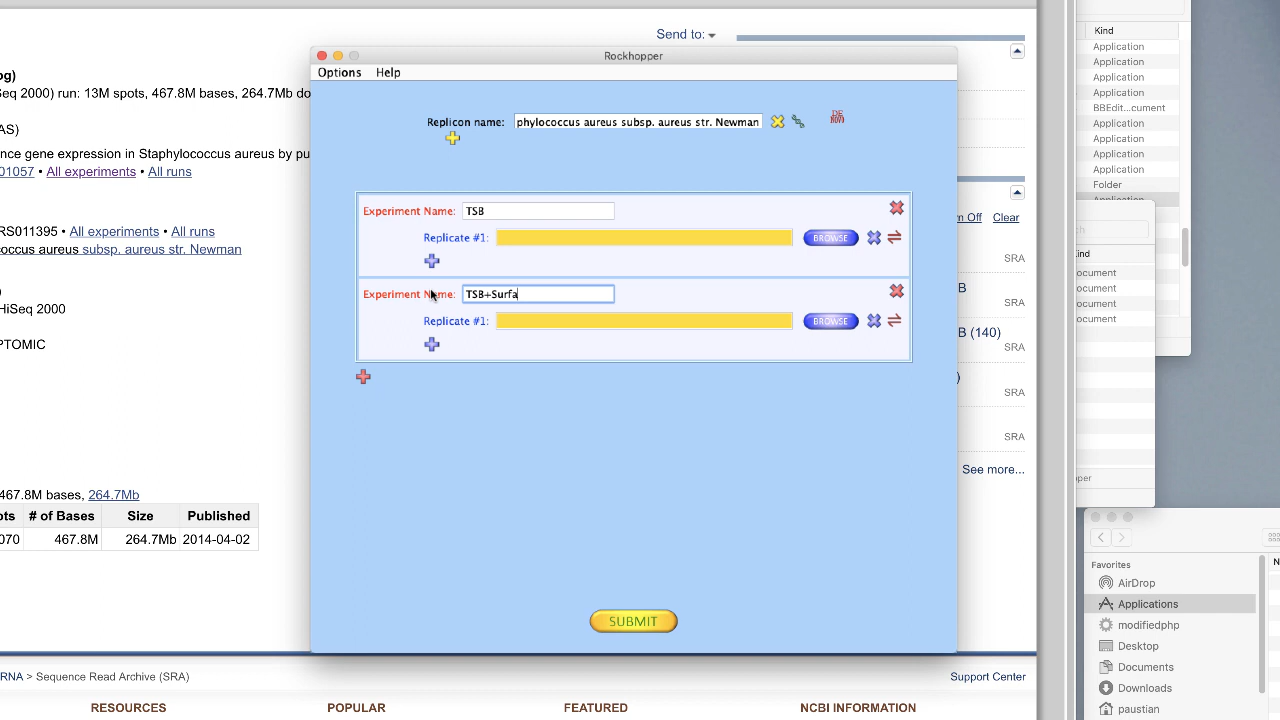 Send to:
Rockhopper
Options Help
og)
iSeq 2000) run: 13M spots, 467.8M bases, 264.7Mb do
Replicon name: phylococcus aureus subsp. aureus str. Newman
AS)
nce gene expression in Staphylococcus aureus by pu
01057 • All experiments • All runs
RS011395 • All experiments • All runs
occus aureus subsp. aureus str. Newman
HiSeq 2000
PTOMIC
467.8M bases, 264.7Mb
ots # of Bases Size Published
070 467.8M 264.7Mb 2014-04-02
Experiment Name: TSB
Replicate #1: BROWSE
Experiment Name: TSB+Surfa
Replicate #1: BROWSE
SUBMIT
rn Off Clear
SRA
B
SRA
B (140)
SRA
)
SRA
SRA
See more...
RNA > Sequence Read Archive (SRA)
Support Center
RESOURCES POPULAR FEATURED NCBI INFORMATION
Kind
Application
Application
Application
Application
BBEdit...cument
Application
Application
Application
Application
Folder
Application
ch
ind
ocument
ocument
ocument
ocument
pper
Favorites
N
AirDrop
Applications
modifiedphp
Desktop
Documents
Downloads
paustian